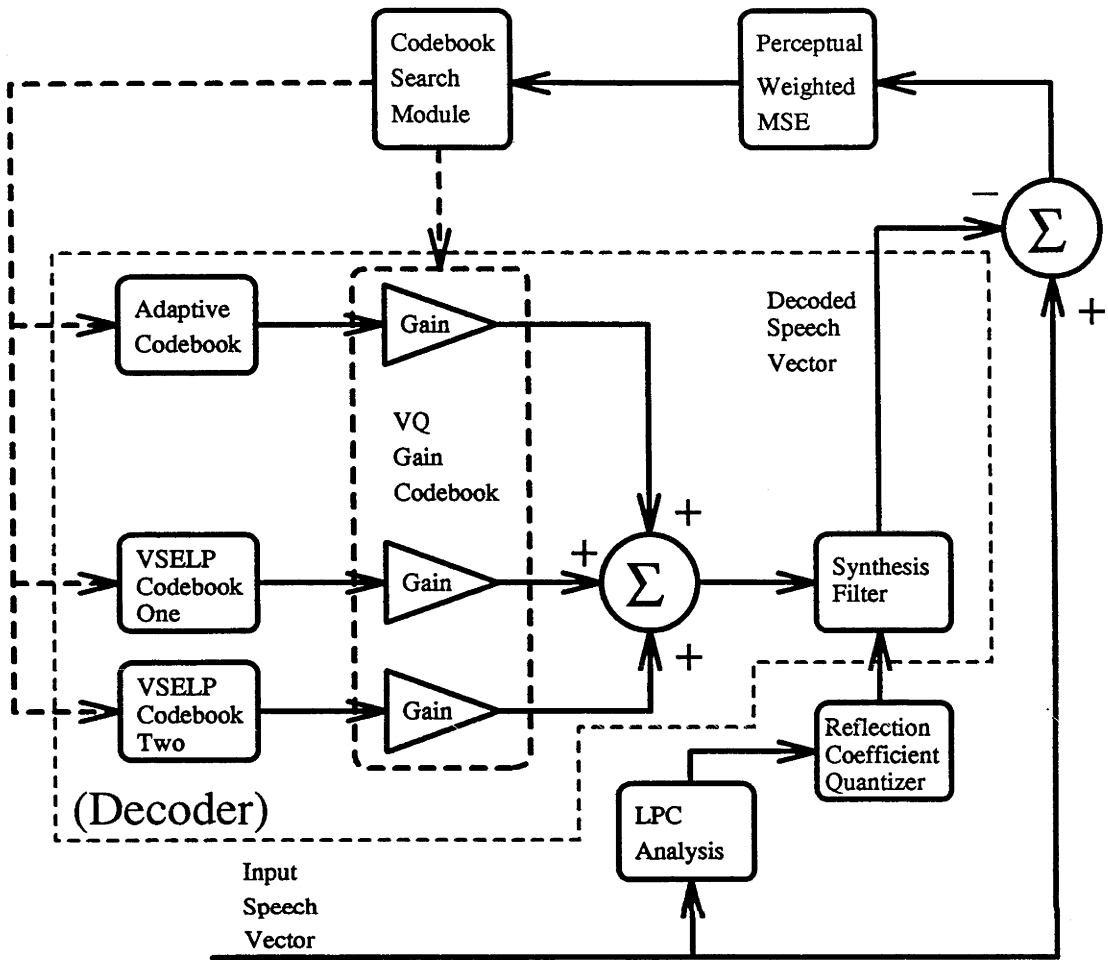 Codebook
Search
Module
Perceptual
Weighted
MSE
−
Σ
+
Adaptive
Codebook
Gain
Decoded
Speech
Vector
VQ
Gain
Codebook
+
+
VSELP
Codebook
One
Gain
Σ
Synthesis
Filter
+
VSELP
Codebook
Two
Gain
Reflection
Coefficient
Quantizer
(Decoder)
LPC
Analysis
Input
Speech
Vector